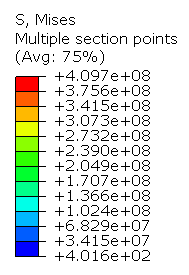 S, Mises
Multiple section points
(Avg: 75%)
+4.097e+08
+3.756e+08
+3.415e+08
+3.073e+08
+2.732e+08
+2.390e+08
+2.049e+08
+1.707e+08
+1.366e+08
+1.024e+08
+6.829e+07
+3.415e+07
+4.016e+02